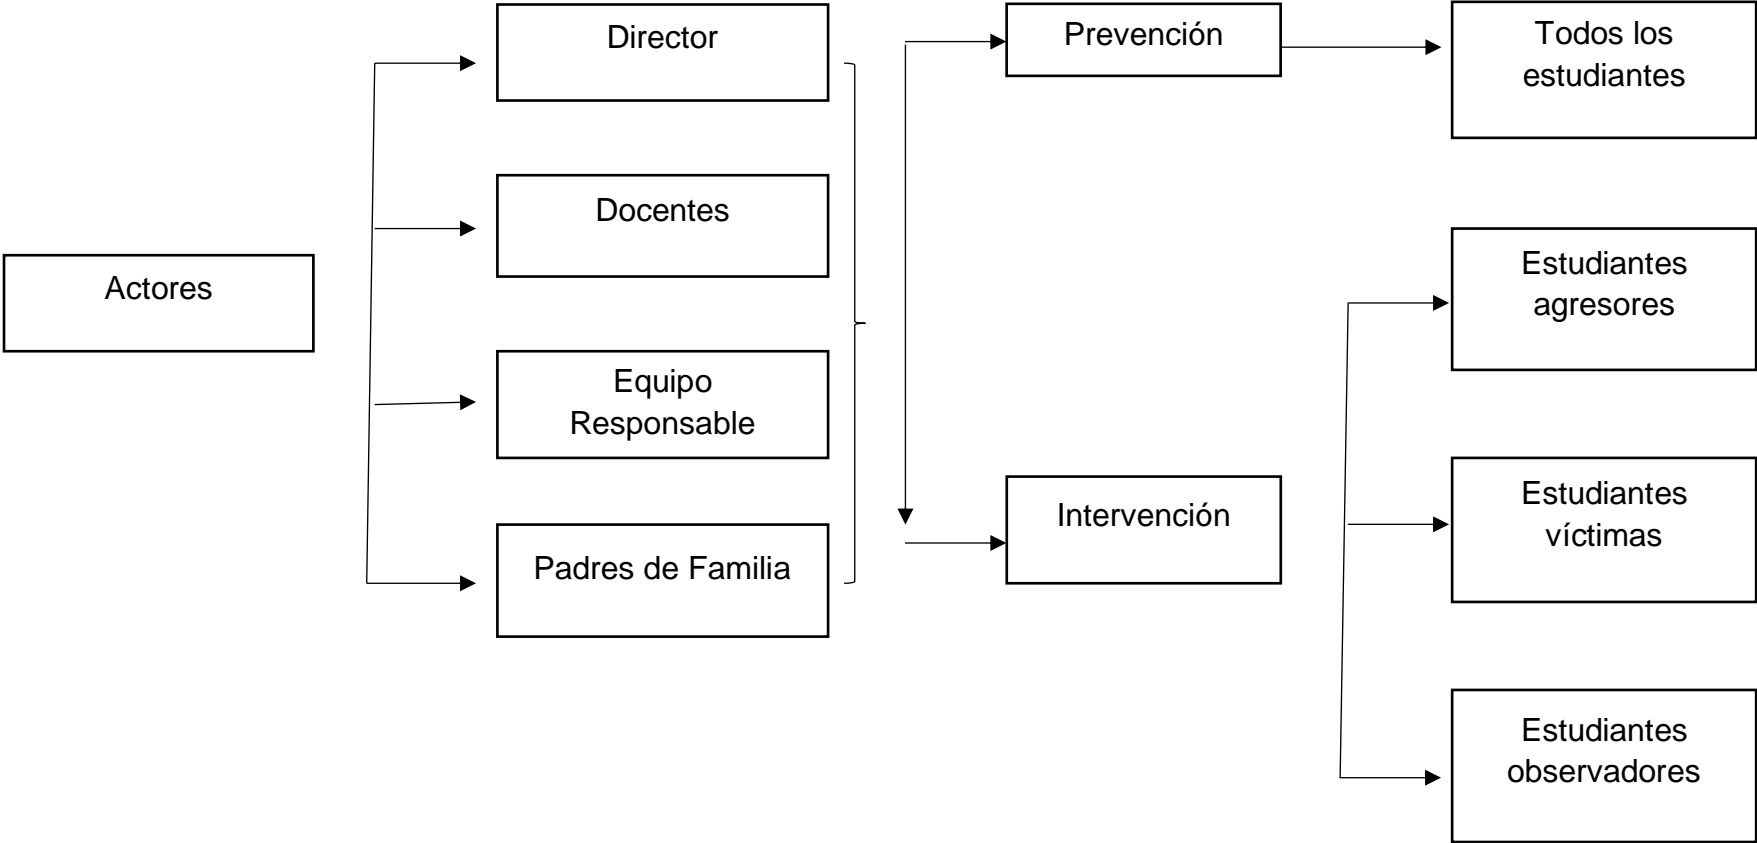 Actores
Director
Docentes
Equipo
Responsable
Padres de Familia
Prevención
Intervención
Todos los
estudiantes
Estudiantes
agresores
Estudiantes
víctimas
Estudiantes
observadores